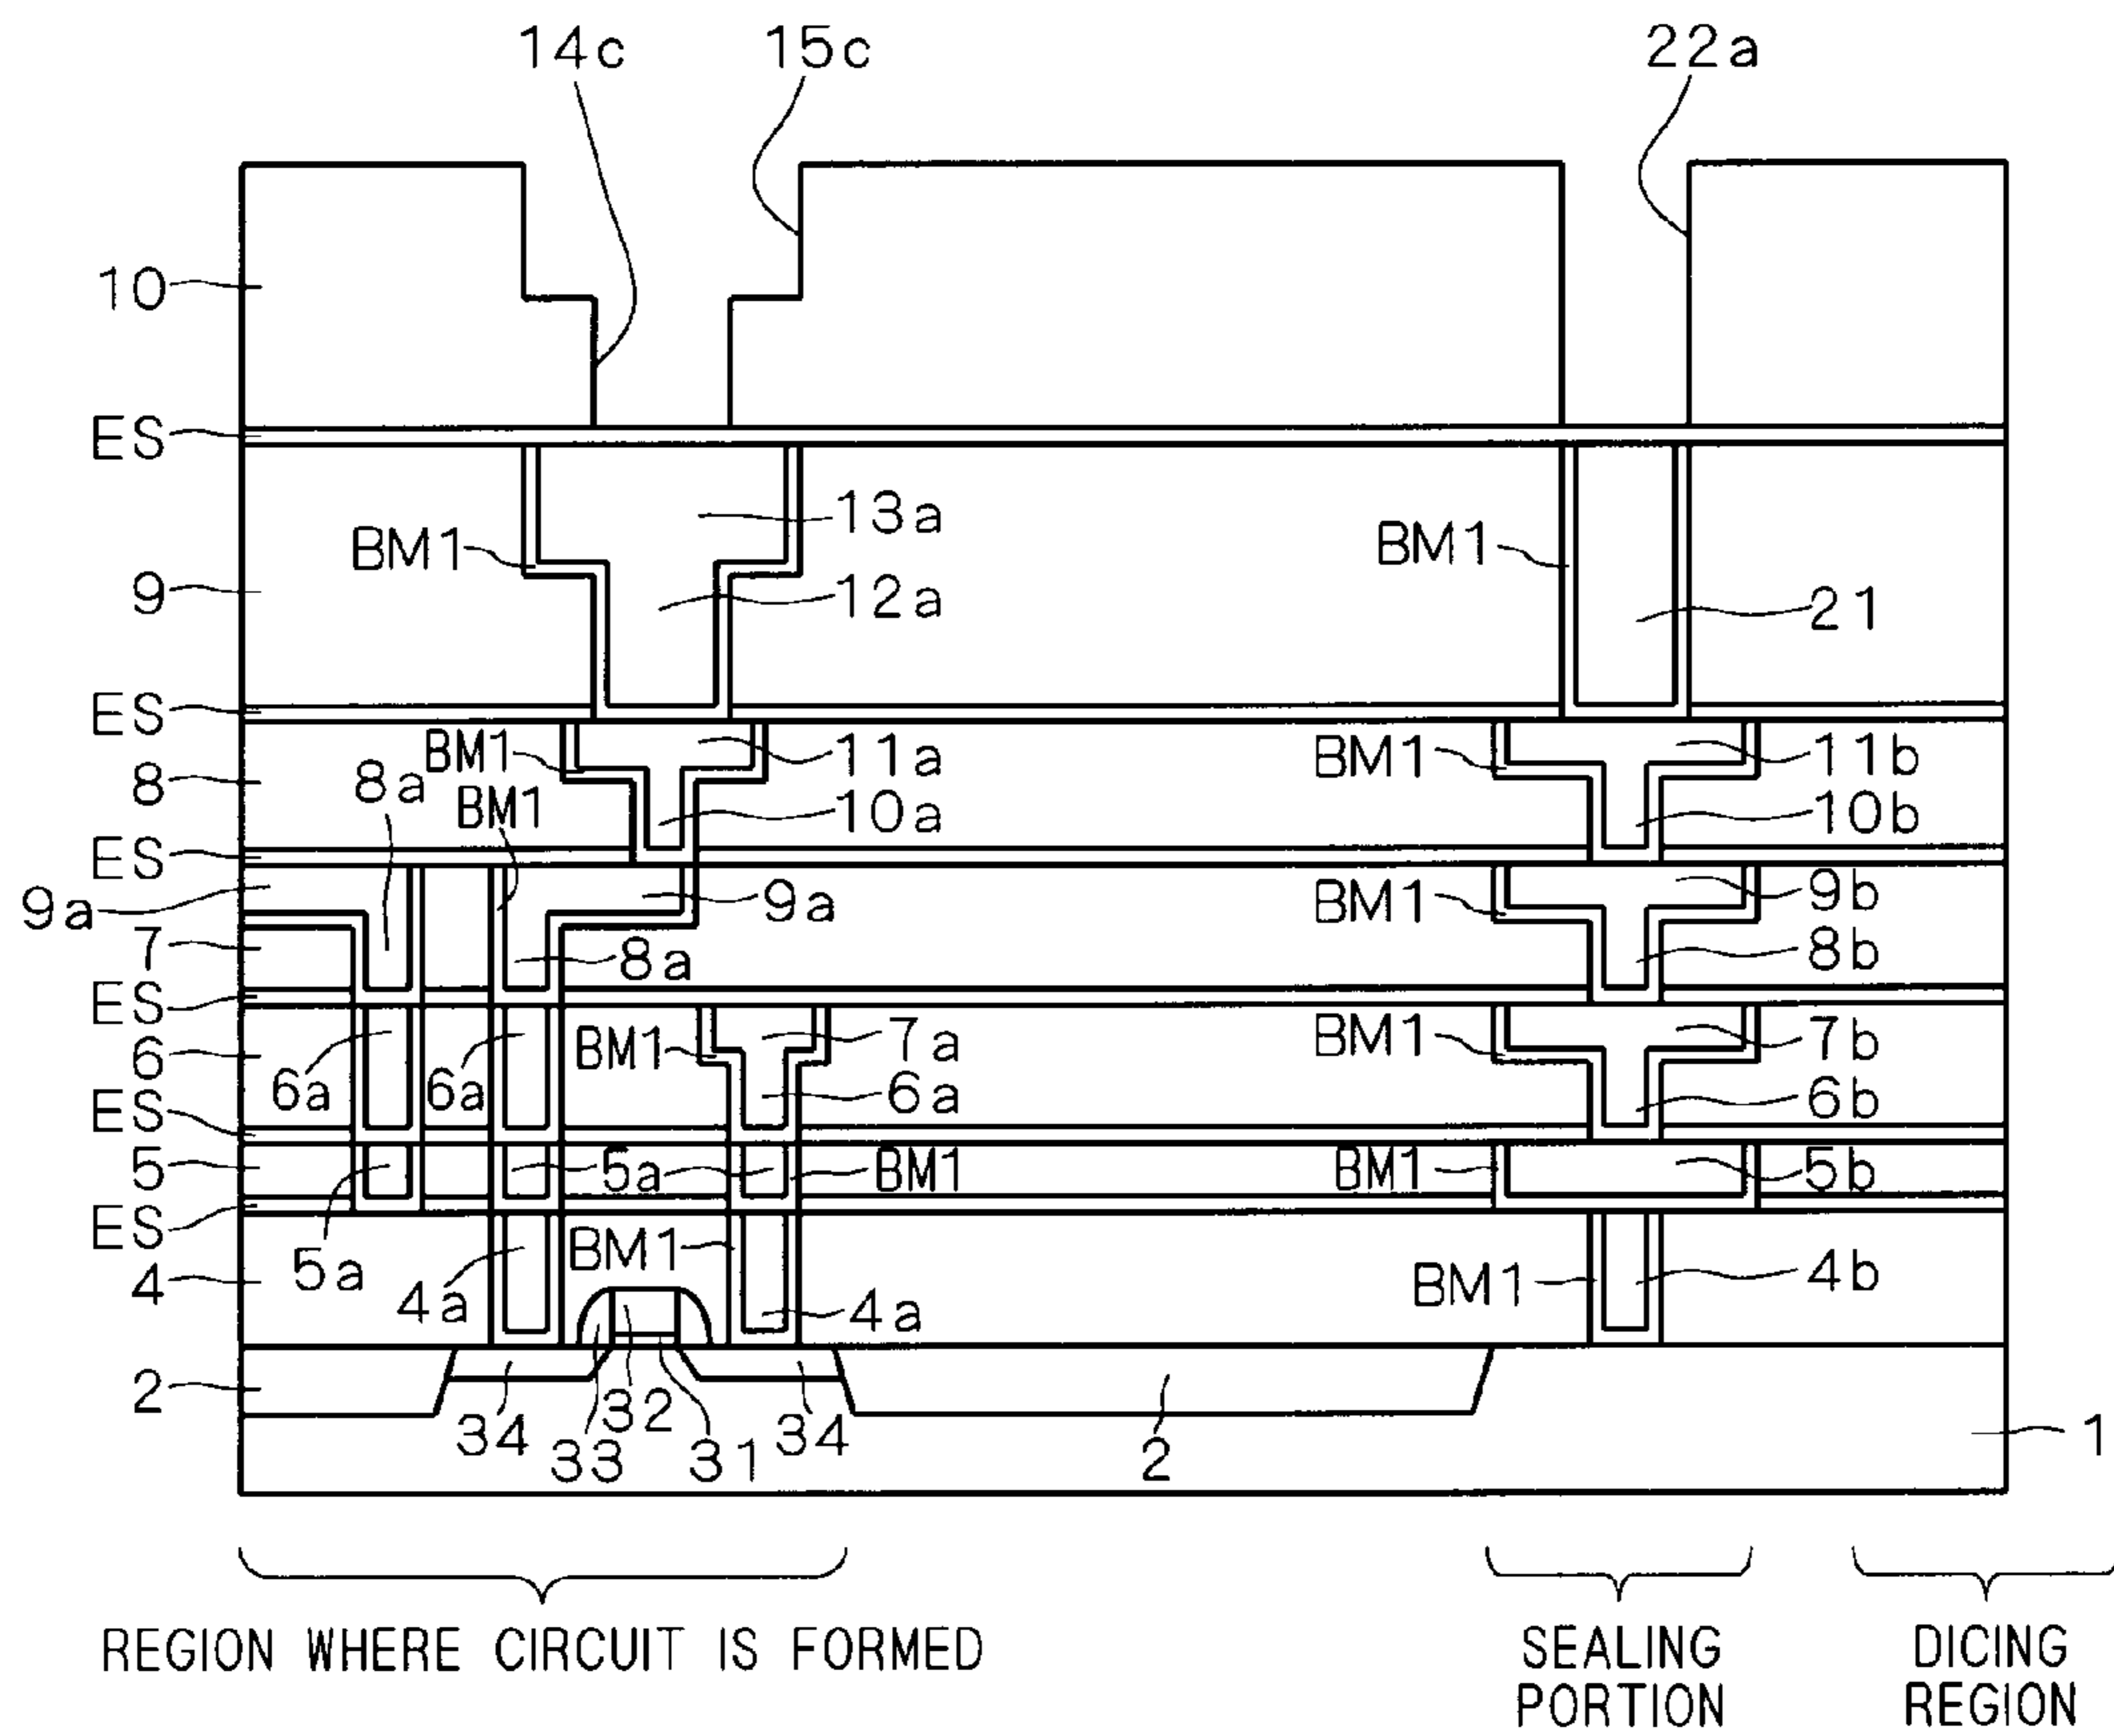 14c 15c 22a
10
ES
13a
BM1 BM1
9 12a 21
ES
BM1 11a BM1 11b
8 8a
BM1 10a 10b
ES
9a 9a BM1 9b
7 8a 8b
ES
6 BM1 7a BM1 7b
6a 6a 6a 6b
ES
5 5a BM1 BM1 5b
ES
5a BM1
4 4a 4a BM1 4b
2 32
34 33 31 34 2 1
REGION WHERE CIRCUIT IS FORMED
SEALING
PORTION
DICING
REGION